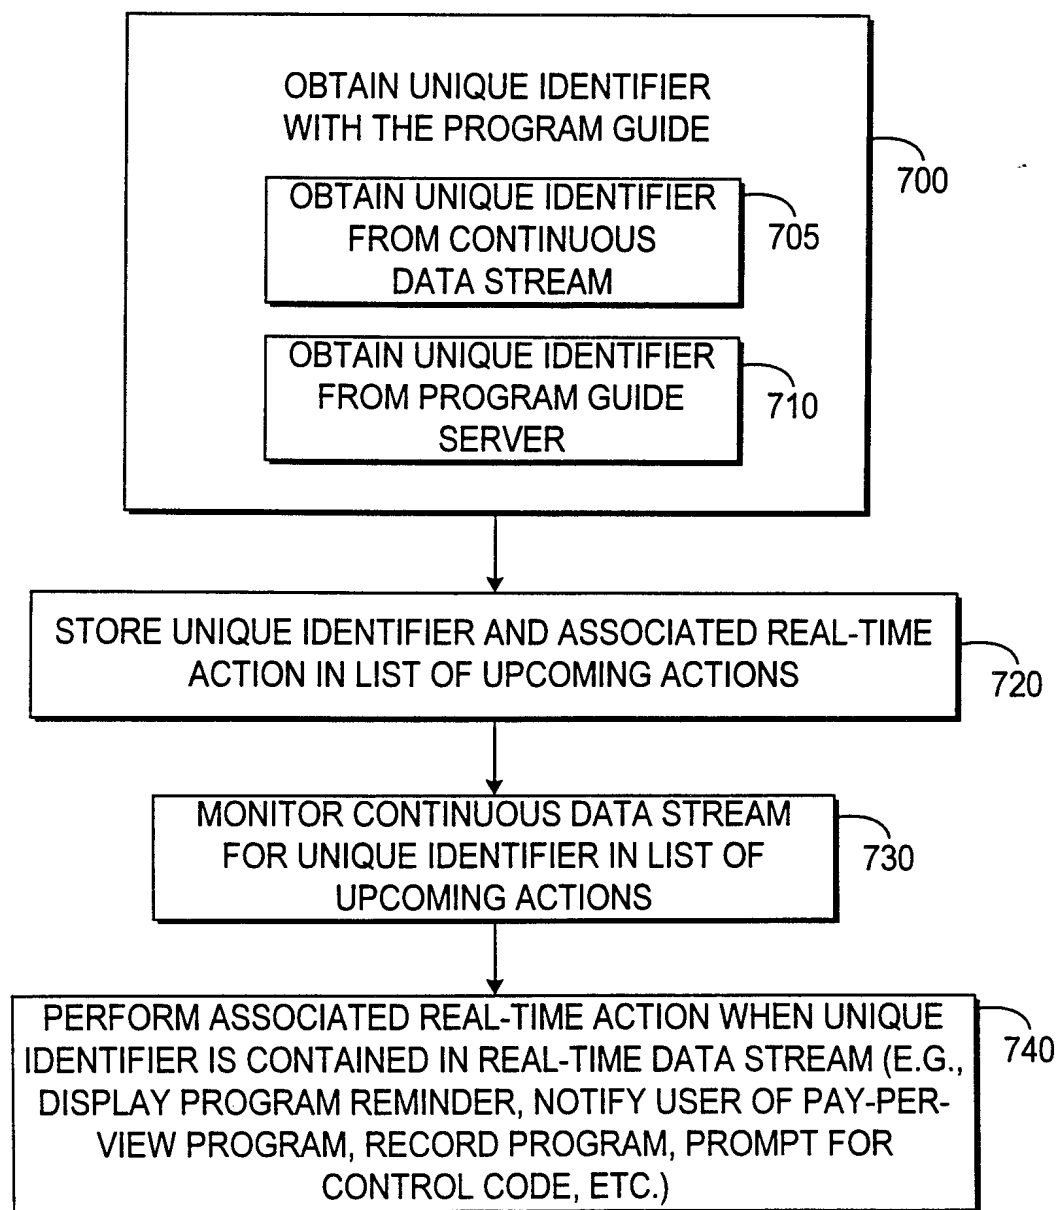 OBTAIN UNIQUE IDENTIFIER
WITH THE PROGRAM GUIDE
700
OBTAIN UNIQUE IDENTIFIER
FROM CONTINUOUS
DATA STREAM
705
OBTAIN UNIQUE IDENTIFIER
FROM PROGRAM GUIDE
SERVER
710
STORE UNIQUE IDENTIFIER AND ASSOCIATED REAL-TIME
ACTION IN LIST OF UPCOMING ACTIONS
720
MONITOR CONTINUOUS DATA STREAM
FOR UNIQUE IDENTIFIER IN LIST OF
UPCOMING ACTIONS
730
PERFORM ASSOCIATED REAL-TIME ACTION WHEN UNIQUE
IDENTIFIER IS CONTAINED IN REAL-TIME DATA STREAM (E.G.,
DISPLAY PROGRAM REMINDER, NOTIFY USER OF PAY-PER-
VIEW PROGRAM, RECORD PROGRAM, PROMPT FOR
CONTROL CODE, ETC.)
740